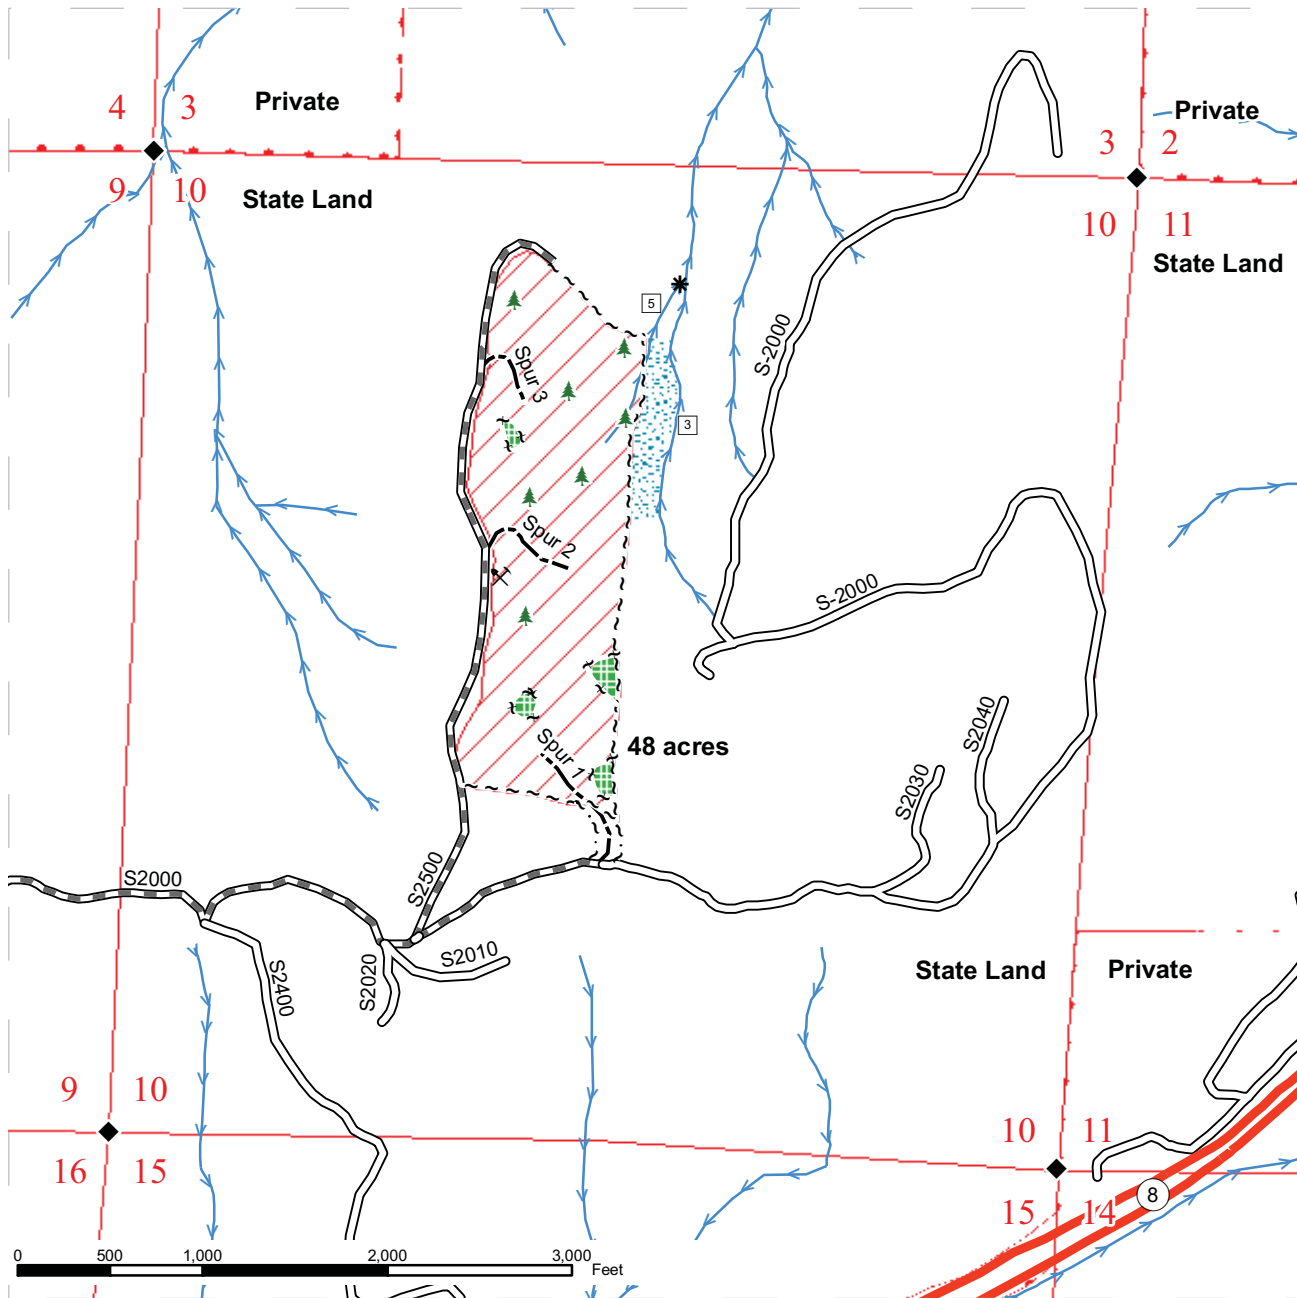 4 3
Private
Private
3 2
9 10
State Land
10 11
State Land
5
S-2000
Spur 3
3
Spur 2
S-2000
S2040
48 acres
Spur 1
S2030
S2000
S2500
S2010
S2020
S2400
State Land
Private
9 10
10 11
16 15
8
15 14
0 500 1,000 2,000 3,000
Feet